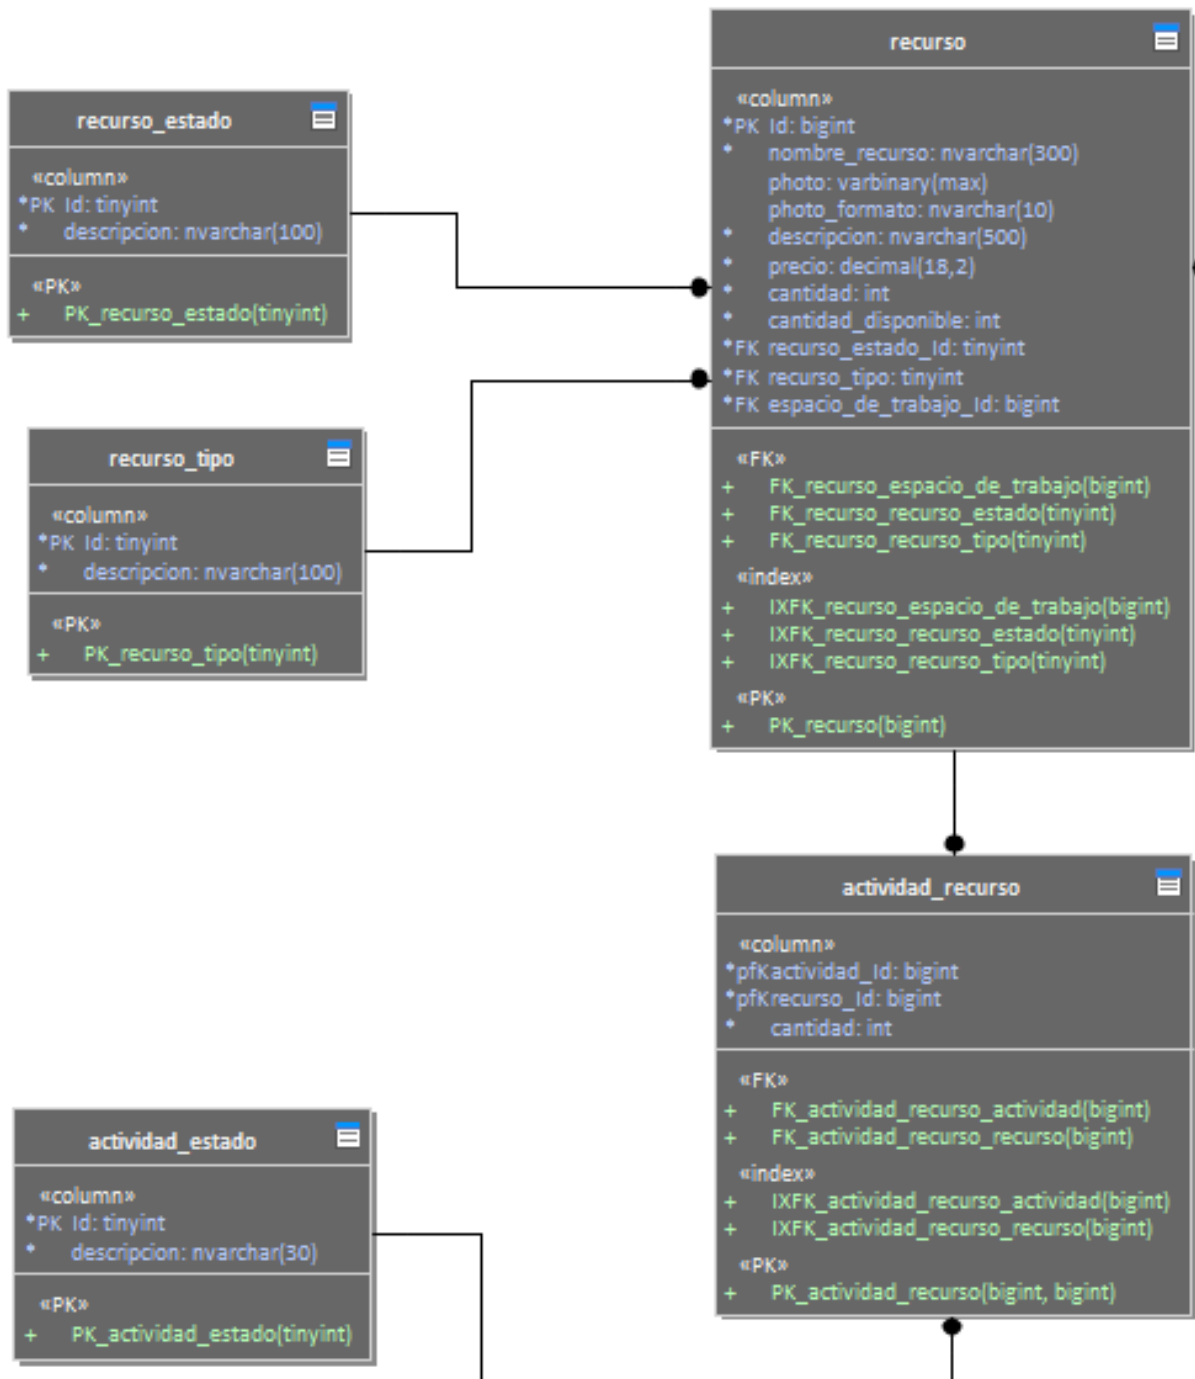 recurso_estado
«column»
*PK Id: tinyint
* descripcion: nvarchar(100)
«PK»
+ PK_recurso_estado(tinyint)
recurso_tipo
«column»
*PK Id: tinyint
* descripcion: nvarchar(100)
«PK»
+ PK_recurso_tipo(tinyint)
recurso
«column»
*PK Id: bigint
* nombre_recurso: nvarchar(300)
photo: varbinary(max)
photo_formato: nvarchar(10)
* descripcion: nvarchar(500)
* precio: decimal(18,2)
* cantidad: int
* cantidad_disponible: int
*FK recurso_estado_Id: tinyint
*FK recurso_tipo: tinyint
*FK espacio_de_trabajo_Id: bigint
«FK»
+ FK_recurso_espacio_de_trabajo(bigint)
+ FK_recurso_recurso_estado(tinyint)
+ FK_recurso_recurso_tipo(tinyint)
«index»
+ IXFK_recurso_espacio_de_trabajo(bigint)
+ IXFK_recurso_recurso_estado(tinyint)
+ IXFK_recurso_recurso_tipo(tinyint)
«PK»
+ PK_recurso(bigint)
actividad_recurso
«column»
*pfK actividad_Id: bigint
*pfK recurso_Id: bigint
* cantidad: int
«FK»
+ FK_actividad_recurso_actividad(bigint)
+ FK_actividad_recurso_recurso(bigint)
«index»
+ IXFK_actividad_recurso_actividad(bigint)
+ IXFK_actividad_recurso_recurso(bigint)
«PK»
+ PK_actividad_recurso(bigint, bigint)
actividad_estado
«column»
*PK Id: tinyint
* descripcion: nvarchar(30)
«PK»
+ PK_actividad_estado(tinyint)